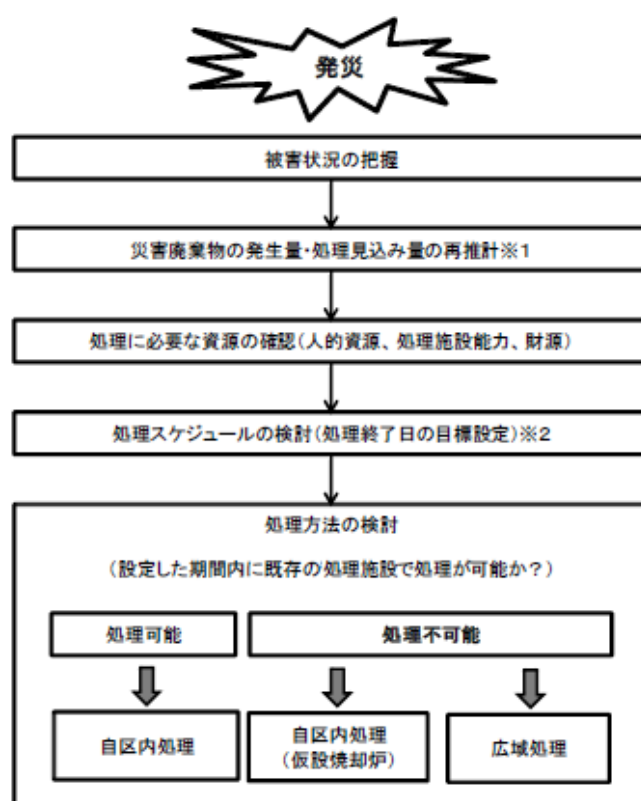 発災
被害状況の把握
災害廃棄物の発生量・処理見込み量の再推計※1
処理に必要な資源の確認(人的資源、処理施設能力、財源)
処理スケジュールの検討(処理終了日の目標設定)※2
処理方法の検討
(設定した期間内に既存の処理施設で処理が可能か?)
処理可能
処理不可能
自区内処理
自区内処理
(仮設焼却炉)
広域処理